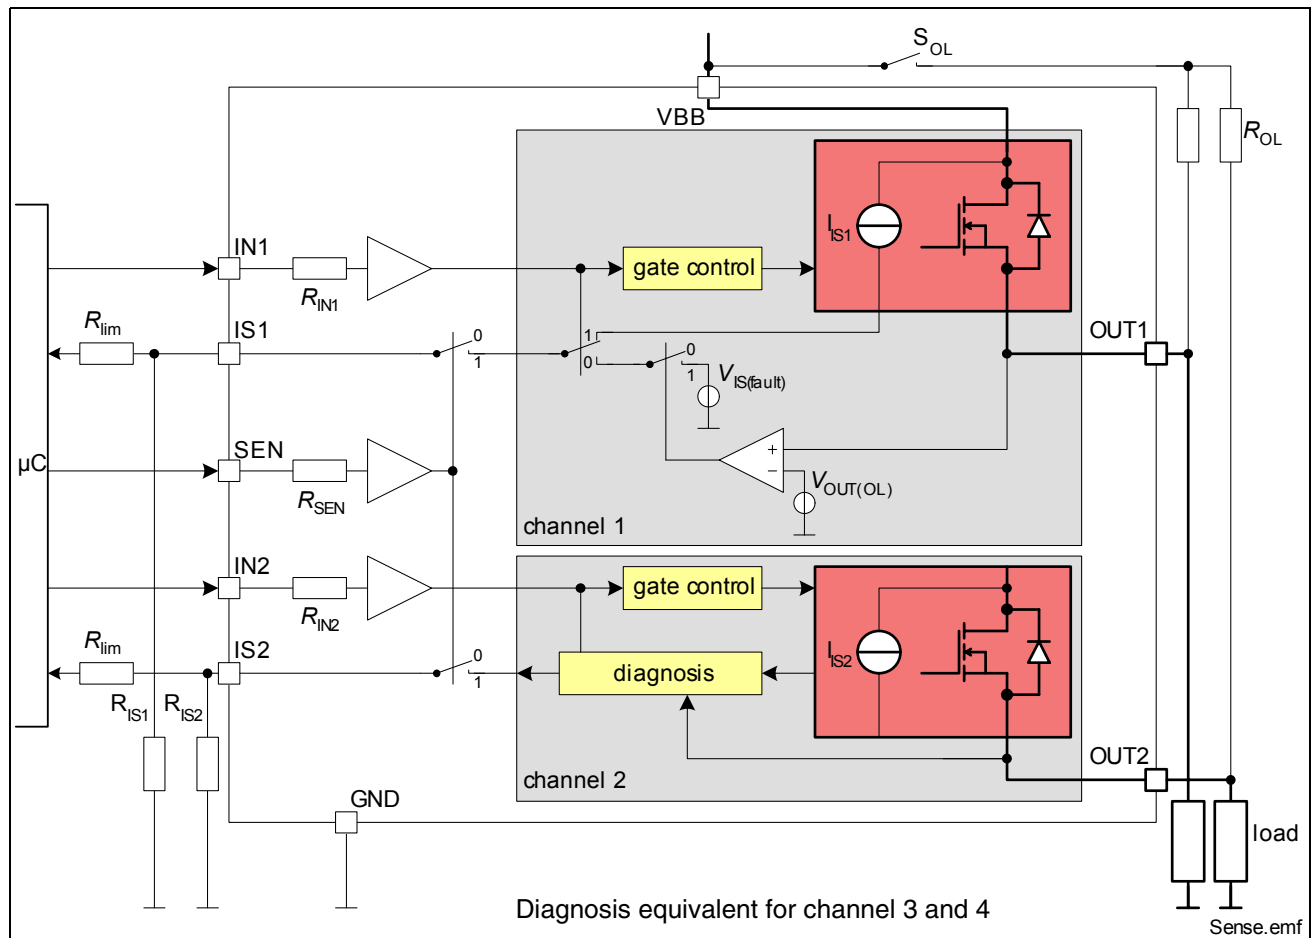 S_OL
VBB
R_OL
IN1
R_IN1
gate control
I_IS1
R_lim
IS1
0
1
1
0
0
1
V_IS(fault)
OUT1
µC
SEN
R_SEN
+
−
V_OUT(OL)
channel 1
IN2
R_IN2
gate control
I_IS2
R_lim
IS2
0
1
diagnosis
R_IS1
R_IS2
OUT2
channel 2
GND
load
Diagnosis equivalent for channel 3 and 4
Sense.emf